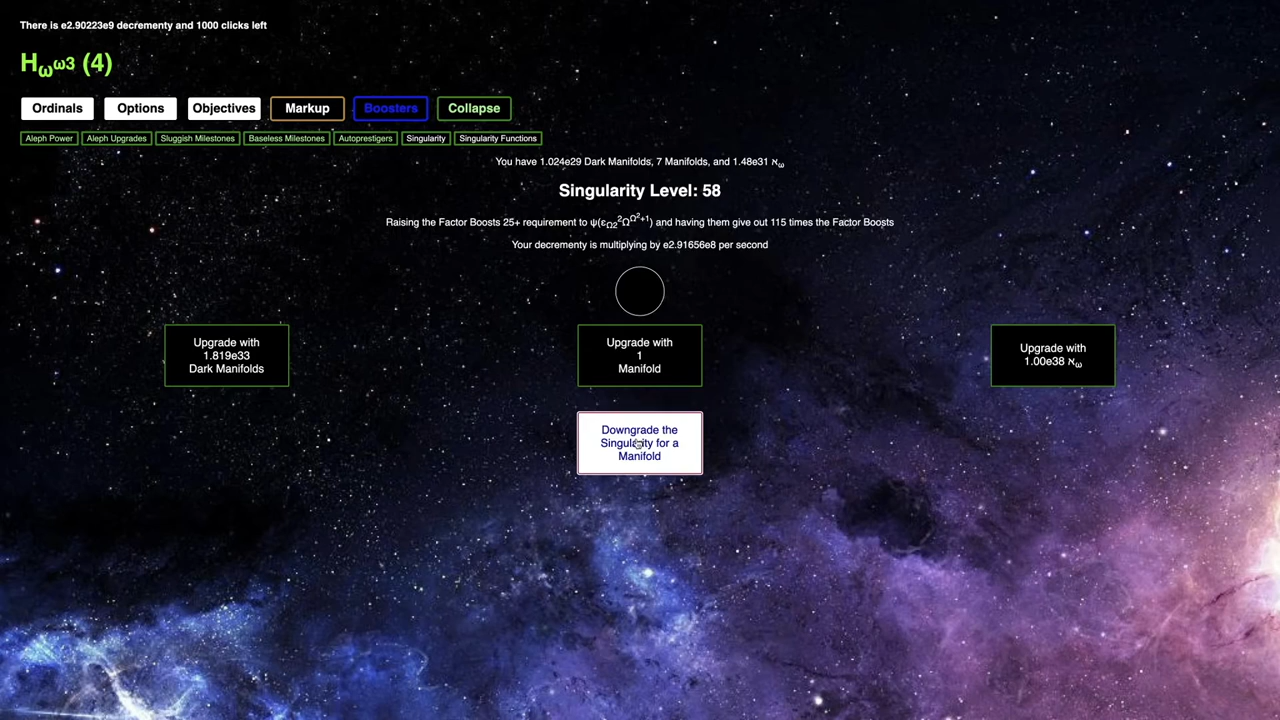 There is e2.90223e9 decrementy and 1000 clicks left
H_ω^ω3 (4)
Ordinals Options Objectives Markup Boosters Collapse
Aleph Power Aleph Upgrades Sluggish Milestones Baseless Milestones Autoprestigers Singularity Singularity Functions
You have 1.024e29 Dark Manifolds, 7 Manifolds, and 1.48e31 ℵω
Singularity Level: 58
Raising the Factor Boosts 25+ requirement to ψ(εΩ2²Ω^Ω²+1) and having them give out 115 times the Factor Boosts
Your decrementy is multiplying by e2.91656e8 per second
Upgrade with
1.819e33
Dark Manifolds
Upgrade with
1
Manifold
Upgrade with
1.00e38 ℵω
Downgrade the
Singularity for a
Manifold